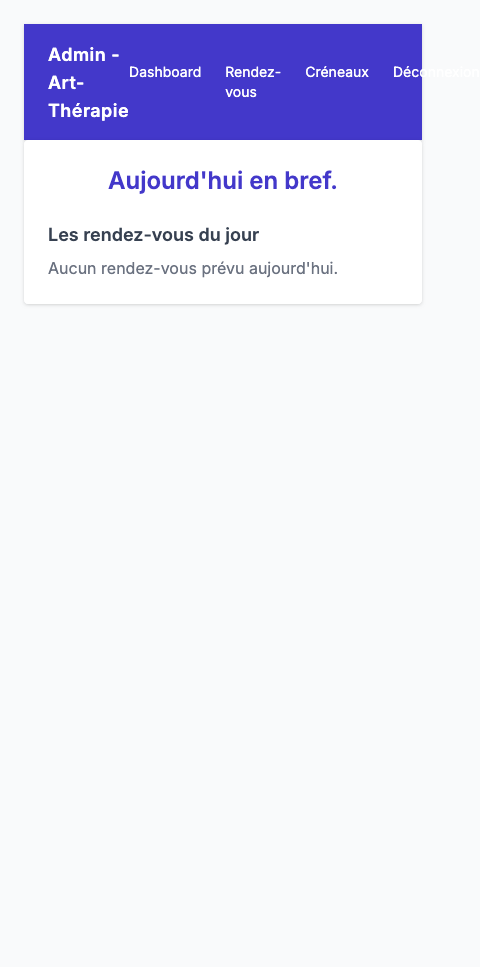 Admin -
Art-
Thérapie
Dashboard
Rendez-
vous
Créneaux
Déconnexion
Aujourd'hui en bref.
Les rendez-vous du jour
Aucun rendez-vous prévu aujourd'hui.